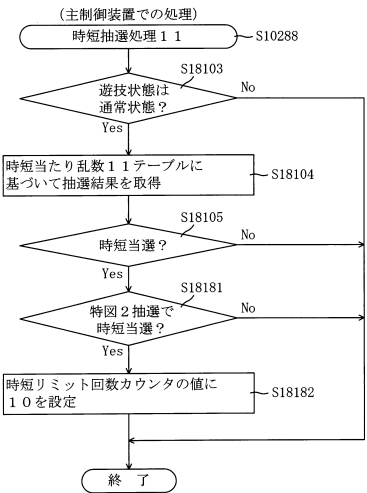 (主制御装置での処理)
時短抽選処理11
S10288
S18103
遊技状態は
通常状態?
No
Yes
時短当たり乱数11テーブルに
基づいて抽選結果を取得
S18104
S18105
時短当選?
No
Yes
S18181
特図2抽選で
時短当選?
No
Yes
時短リミット回数カウンタの値に
10を設定
S18182
終 了